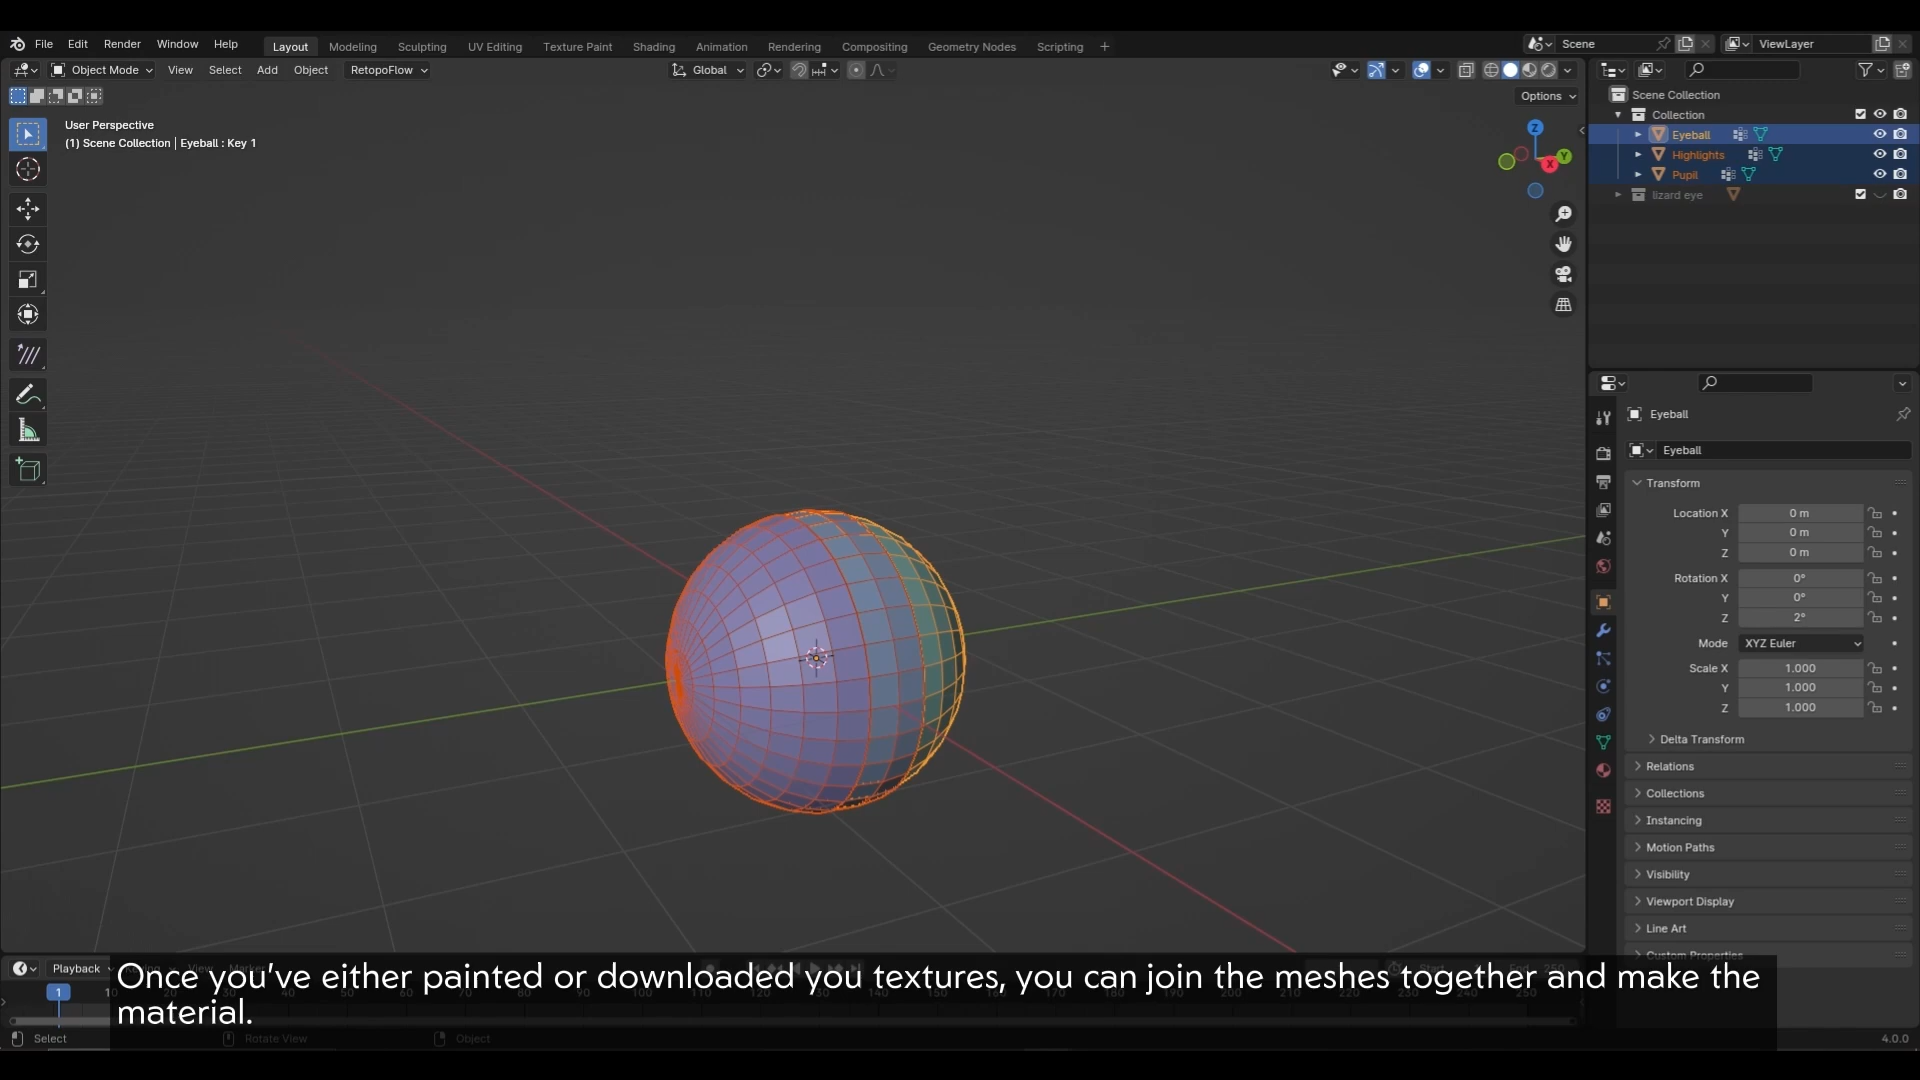 File Edit Render Window Help Layout Modeling Sculpting UV Editing Texture Paint Shading Animation Rendering Compositing Geometry Nodes Scripting + Scene ViewLayer
Object Mode View Select Add Object RetopoFlow Global
Options
User Perspective
(1) Scene Collection | Eyeball : Key 1
Z
Y
X
Scene Collection
Collection
Eyeball
Highlights
Pupil
lizard eye
Eyeball
Eyeball
Transform
Location X 0 m
Y 0 m
Z 0 m
Rotation X 0°
Y 0°
Z 2°
Mode XYZ Euler
Scale X 1.000
Y 1.000
Z 1.000
Delta Transform
Relations
Collections
Instancing
Motion Paths
Visibility
Viewport Display
Line Art
Custom Properties
Playback
1
Once you've either painted or downloaded you textures, you can join the meshes together and make the
material.
Select Rotate View Object 4.0.0